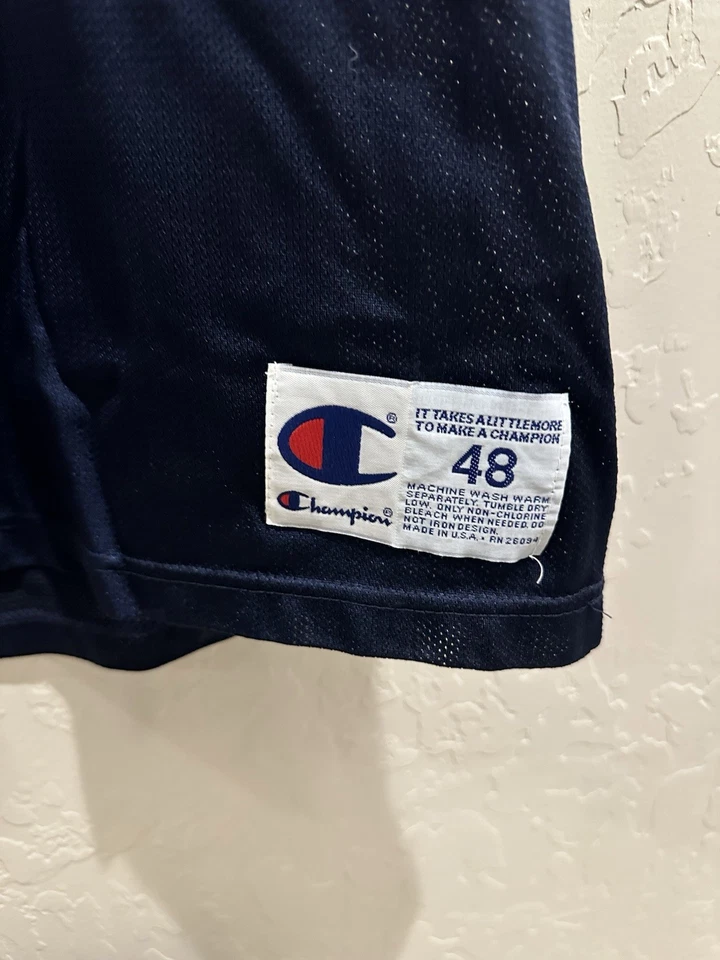 ®
Champion®
IT TAKES A LITTLE MORE
TO MAKE A CHAMPION
48
MACHINE WASH WARM
SEPARATELY. TUMBLE DRY
LOW. ONLY NON-CHLORINE
BLEACH WHEN NEEDED. DO
NOT IRON DESIGN.
MADE IN U.S.A. • RN 26094